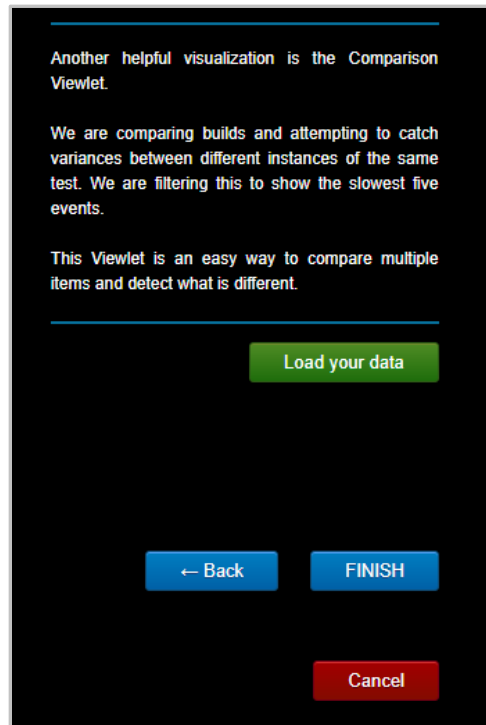 Another helpful visualization is the Comparison
Viewlet.
We are comparing builds and attempting to catch
variances between different instances of the same
test. We are filtering this to show the slowest five
events.
This Viewlet is an easy way to compare multiple
items and detect what is different.
Load your data
← Back
FINISH
Cancel